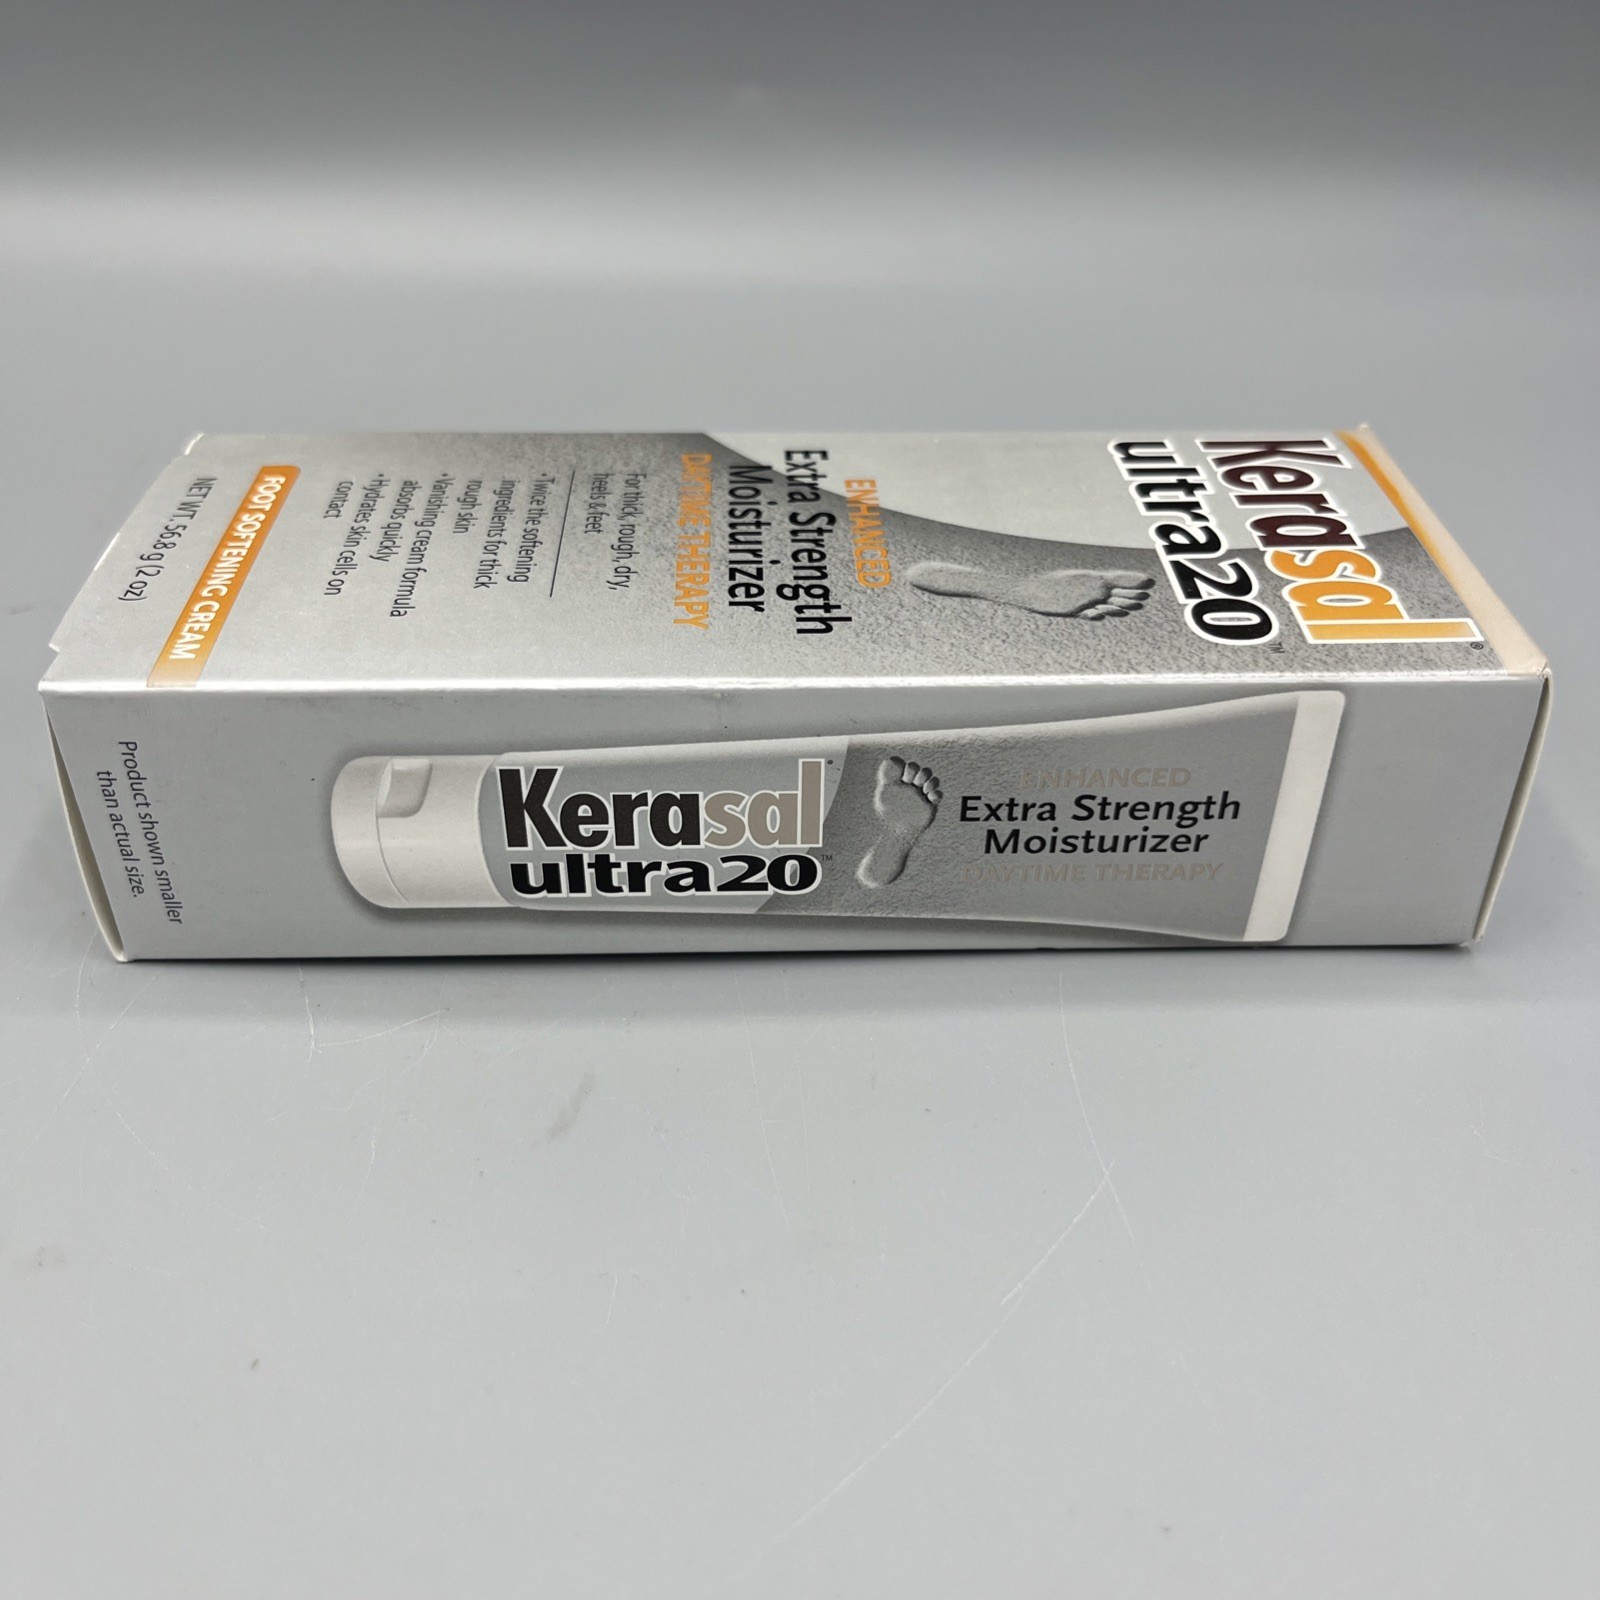 Kerasal®
ultra20™
ENHANCED
Extra Strength
Moisturizer
DAYTIME THERAPY
For thick, rough, dry,
heels & feet
• Twice the softening
ingredients for thick
rough skin
• Vanishing cream formula
absorbs quickly
• Hydrates skin cells on
contact
FOOT SOFTENING CREAM
NET WT. 56.8 g (2 oz)
Kerasal®
ultra20™
ENHANCED
Extra Strength
Moisturizer
DAYTIME THERAPY
Product shown smaller
than actual size.